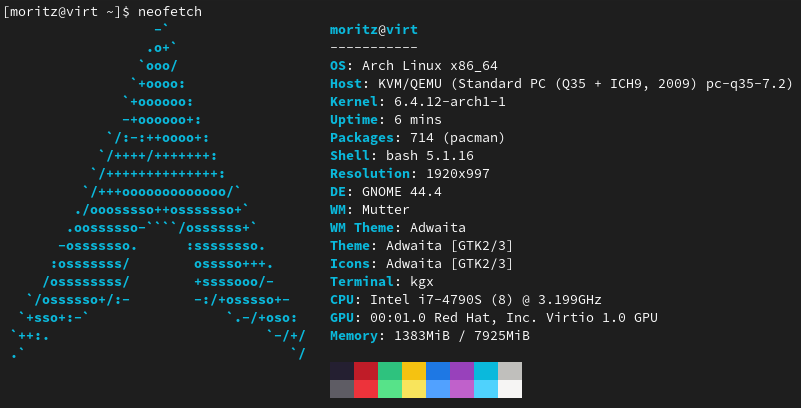 [moritz@virt ~]$ neofetch
                   -`                    moritz@virt
                  .o+`                   -----------
                 `ooo/                   OS: Arch Linux x86_64
                `+oooo:                  Host: KVM/QEMU (Standard PC (Q35 + ICH9, 2009) pc-q35-7.2)
               `+oooooo:                 Kernel: 6.4.12-arch1-1
               -+oooooo+:                Uptime: 6 mins
             `/:-:++oooo+:               Packages: 714 (pacman)
            `/++++/+++++++:              Shell: bash 5.1.16
           `/++++++++++++++:             Resolution: 1920x997
          `/+++ooooooooooooo/`           DE: GNOME 44.4
         ./ooosssso++osssssso+`          WM: Mutter
        .oossssso-````/ossssss+`         WM Theme: Adwaita
       -osssssso.      :ssssssso.        Theme: Adwaita [GTK2/3]
      :osssssss/        osssso+++.       Icons: Adwaita [GTK2/3]
     /ossssssss/        +ssssooo/-       Terminal: kgx
   `/ossssso+/:-        -:/+osssso+-     CPU: Intel i7-4790S (8) @ 3.199GHz
  `+sso+:-`                 `.-/+oso:    GPU: 00:01.0 Red Hat, Inc. Virtio 1.0 GPU
 `++:.                           `-/+/   Memory: 1383MiB / 7925MiB
 .`                                 `/